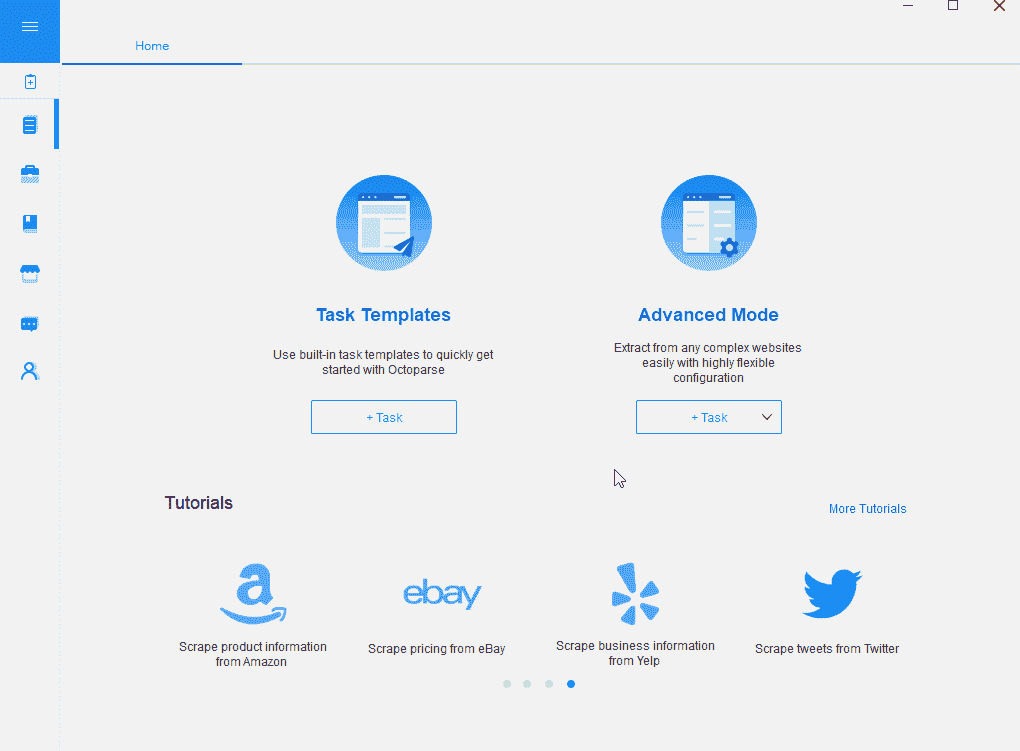 Home
Task Templates
Use built-in task templates to quickly get
started with Octoparse
+ Task
Advanced Mode
Extract from any complex websites
easily with highly flexible
configuration
+ Task
Tutorials
More Tutorials
a
Scrape product information
from Amazon
ebay
Scrape pricing from eBay
Scrape business information
from Yelp
Scrape tweets from Twitter